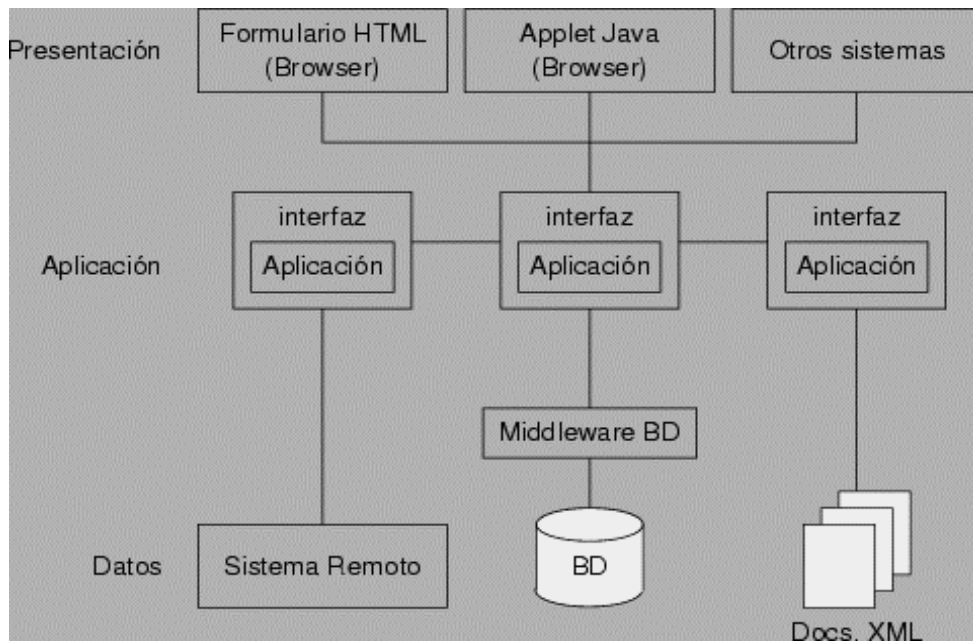 Presentación
Formulario HTML
(Browser)
Applet Java
(Browser)
Otros sistemas
Aplicación
interfaz
Aplicación
interfaz
Aplicación
interfaz
Aplicación
Middleware BD
Datos
Sistema Remoto
BD
Docs. XML